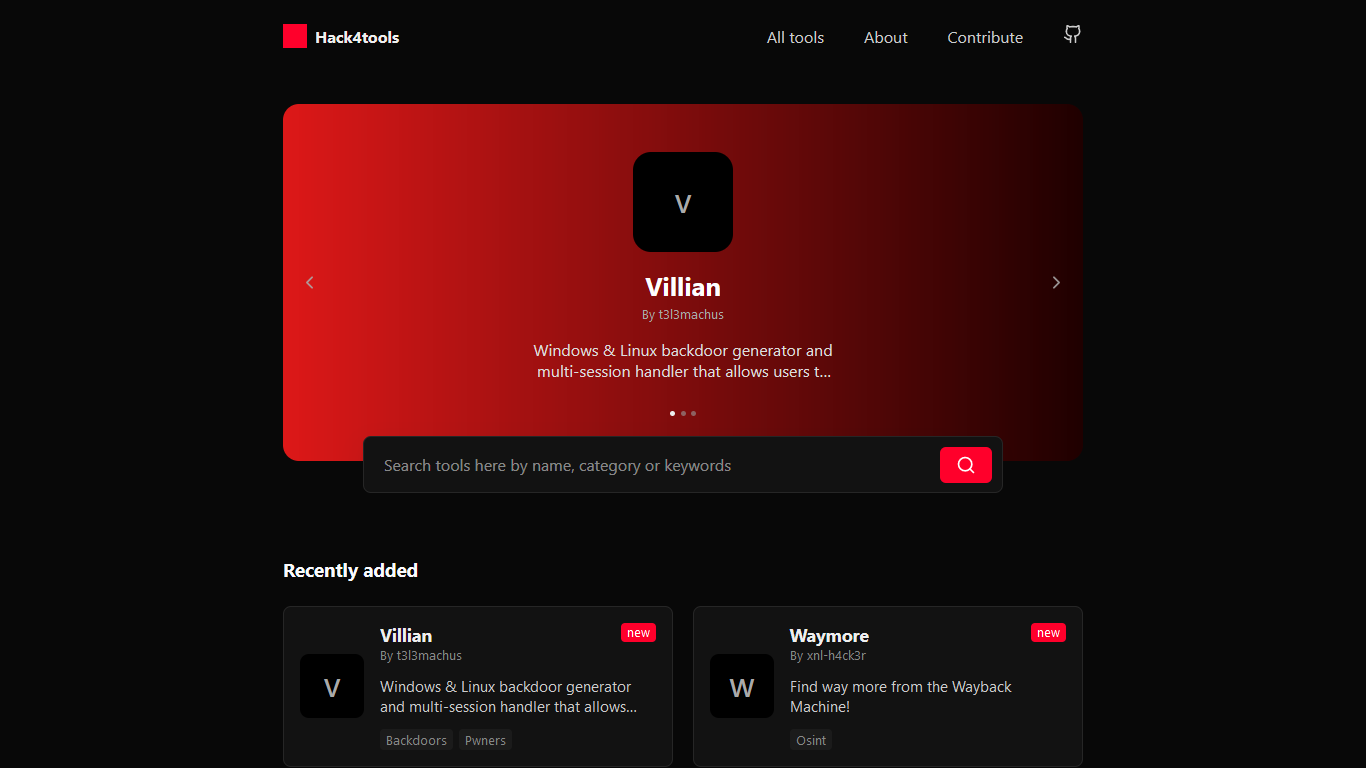 Hack4tools
All tools
About
Contribute
V
Villian
By t3l3machus
Windows & Linux backdoor generator and
multi-session handler that allows users t...
Search tools here by name, category or keywords
Recently added
V
Villian
new
By t3l3machus
Windows & Linux backdoor generator
and multi-session handler that allows...
Backdoors
Pwners
W
Waymore
new
By xnl-h4ck3r
Find way more from the Wayback
Machine!
Osint